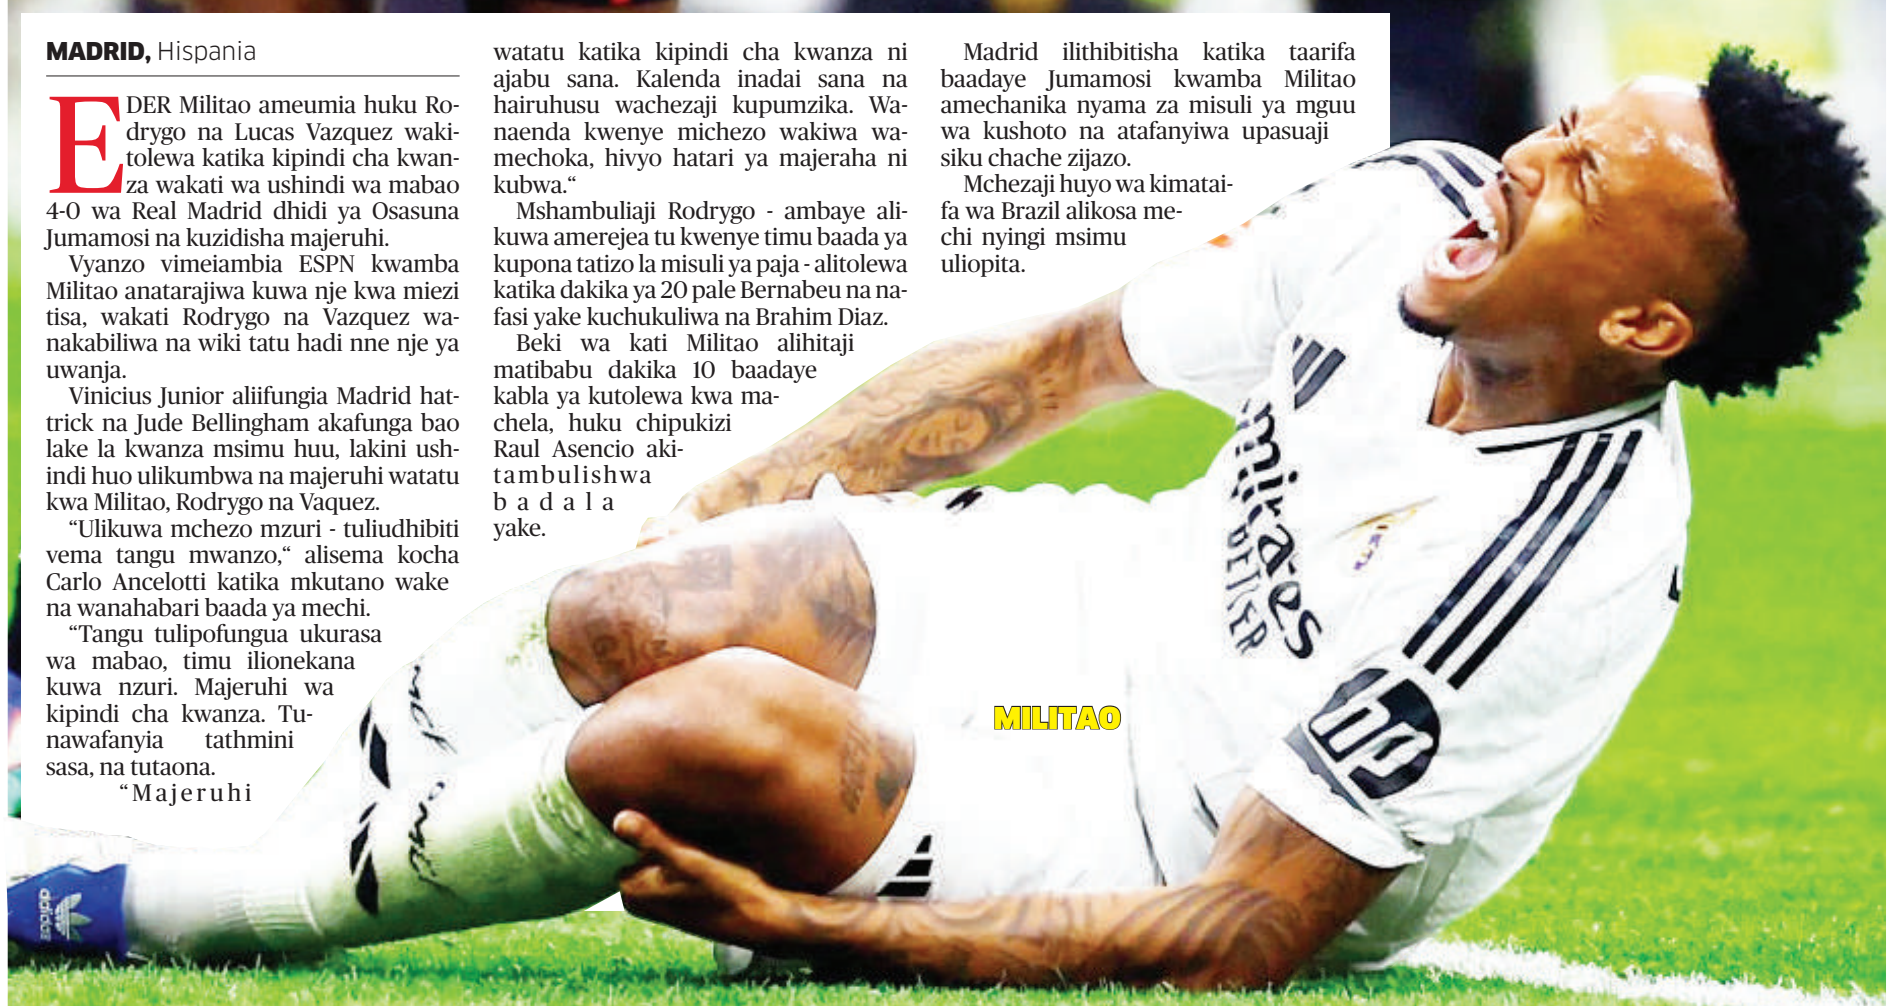 MADRID, Hispania
EDER Militao ameumia huku Ro-
drygo na Lucas Vazquez waki-
tolewa katika kipindi cha kwan-
za wakati wa ushindi wa mabao
4-0 wa Real Madrid dhidi ya Osasuna
Jumamosi na kuzidisha majeruhi.
Vyanzo vimeiambia ESPN kwamba
Militao anatarajiwa kuwa nje kwa miezi
tisa, wakati Rodrygo na Vazquez wa-
nakabiliwa na wiki tatu hadi nne nje ya
uwanja.
Vinicius Junior aliifungia Madrid hat-
trick na Jude Bellingham akafunga bao
lake la kwanza msimu huu, lakini ush-
indi huo ulikumbwa na majeruhi watatu
kwa Militao, Rodrygo na Vaquez.
“Ulikuwa mchezo mzuri - tuliudhibiti
vema tangu mwanzo,“ alisema kocha
Carlo Ancelotti katika mkutano wake
na wanahabari baada ya mechi.
“Tangu tulipofungua ukurasa
wa mabao, timu ilionekana
kuwa nzuri. Majeruhi wa
kipindi cha kwanza. Tu-
nawafanyia tathmini
sasa, na tutaona.
“Majeruhi
watatu katika kipindi cha kwanza ni
ajabu sana. Kalenda inadai sana na
hairuhusu wachezaji kupumzika. Wa-
naenda kwenye michezo wakiwa wa-
mechoka, hivyo hatari ya majeraha ni
kubwa.“
Mshambuliaji Rodrygo - ambaye ali-
kuwa amerejea tu kwenye timu baada ya
kupona tatizo la misuli ya paja - alitolewa
katika dakika ya 20 pale Bernabeu na na-
fasi yake kuchukuliwa na Brahim Diaz.
Beki wa kati Militao alihitaji
matibabu dakika 10 baadaye
kabla ya kutolewa kwa ma-
chela, huku chipukizi
Raul Asencio aki-
tambulishwa
badala
yake.
Madrid ilithibitisha katika taarifa
baadaye Jumamosi kwamba Militao
amechanika nyama za misuli ya mguu
wa kushoto na atafanyiwa upasuaji
siku chache zijazo.
Mchezaji huyo wa kimatai-
fa wa Brazil alikosa me-
chi nyingi msimu
uliopita.
MILITAO
Emirates
hp
adidas